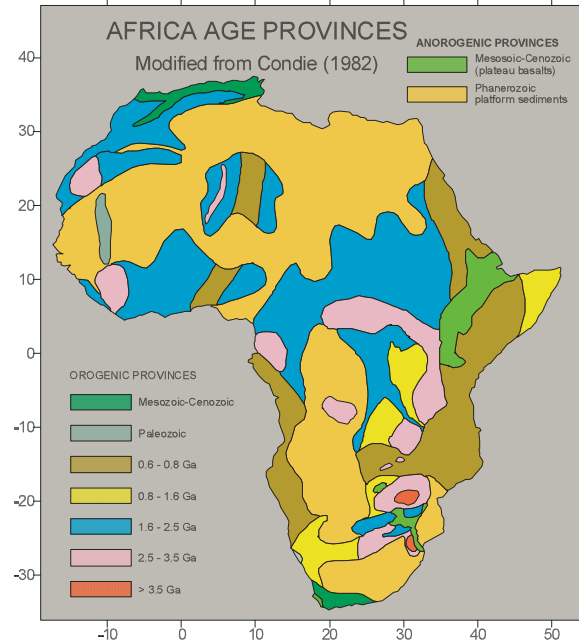 AFRICA AGE PROVINCES
Modified from Condie (1982)
ANOROGENIC PROVINCES
Mesosoic-Cenozoic
(plateau basalts)
Phanerozoic
platform sediments
40
30
20
10
0
-10
-20
-30
OROGENIC PROVINCES
Mesozoic-Cenozoic
Paleozoic
0.6 - 0.8 Ga
0.8 - 1.6 Ga
1.6 - 2.5 Ga
2.5 - 3.5 Ga
> 3.5 Ga
-10 0 10 20 30 40 50